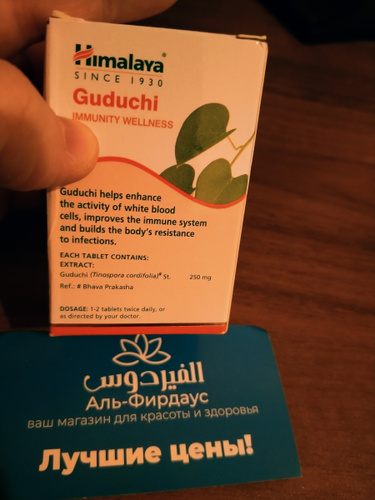 Himalaya
SINCE 1930
Guduchi
IMMUNITY WELLNESS
Guduchi helps enhance
the activity of white blood
cells, improves the immune system
and builds the body's resistance
to infections.
EACH TABLET CONTAINS:
EXTRACT:
Guduchi (Tinospora cordifolia)# St. 250 mg
Ref.: # Bhava Prakasha
DOSAGE: 1-2 tablets twice daily, or
as directed by your doctor.
الفردوس
Аль-Фирдаус
ваш магазин для красоты и здоровья
Лучшие цены!